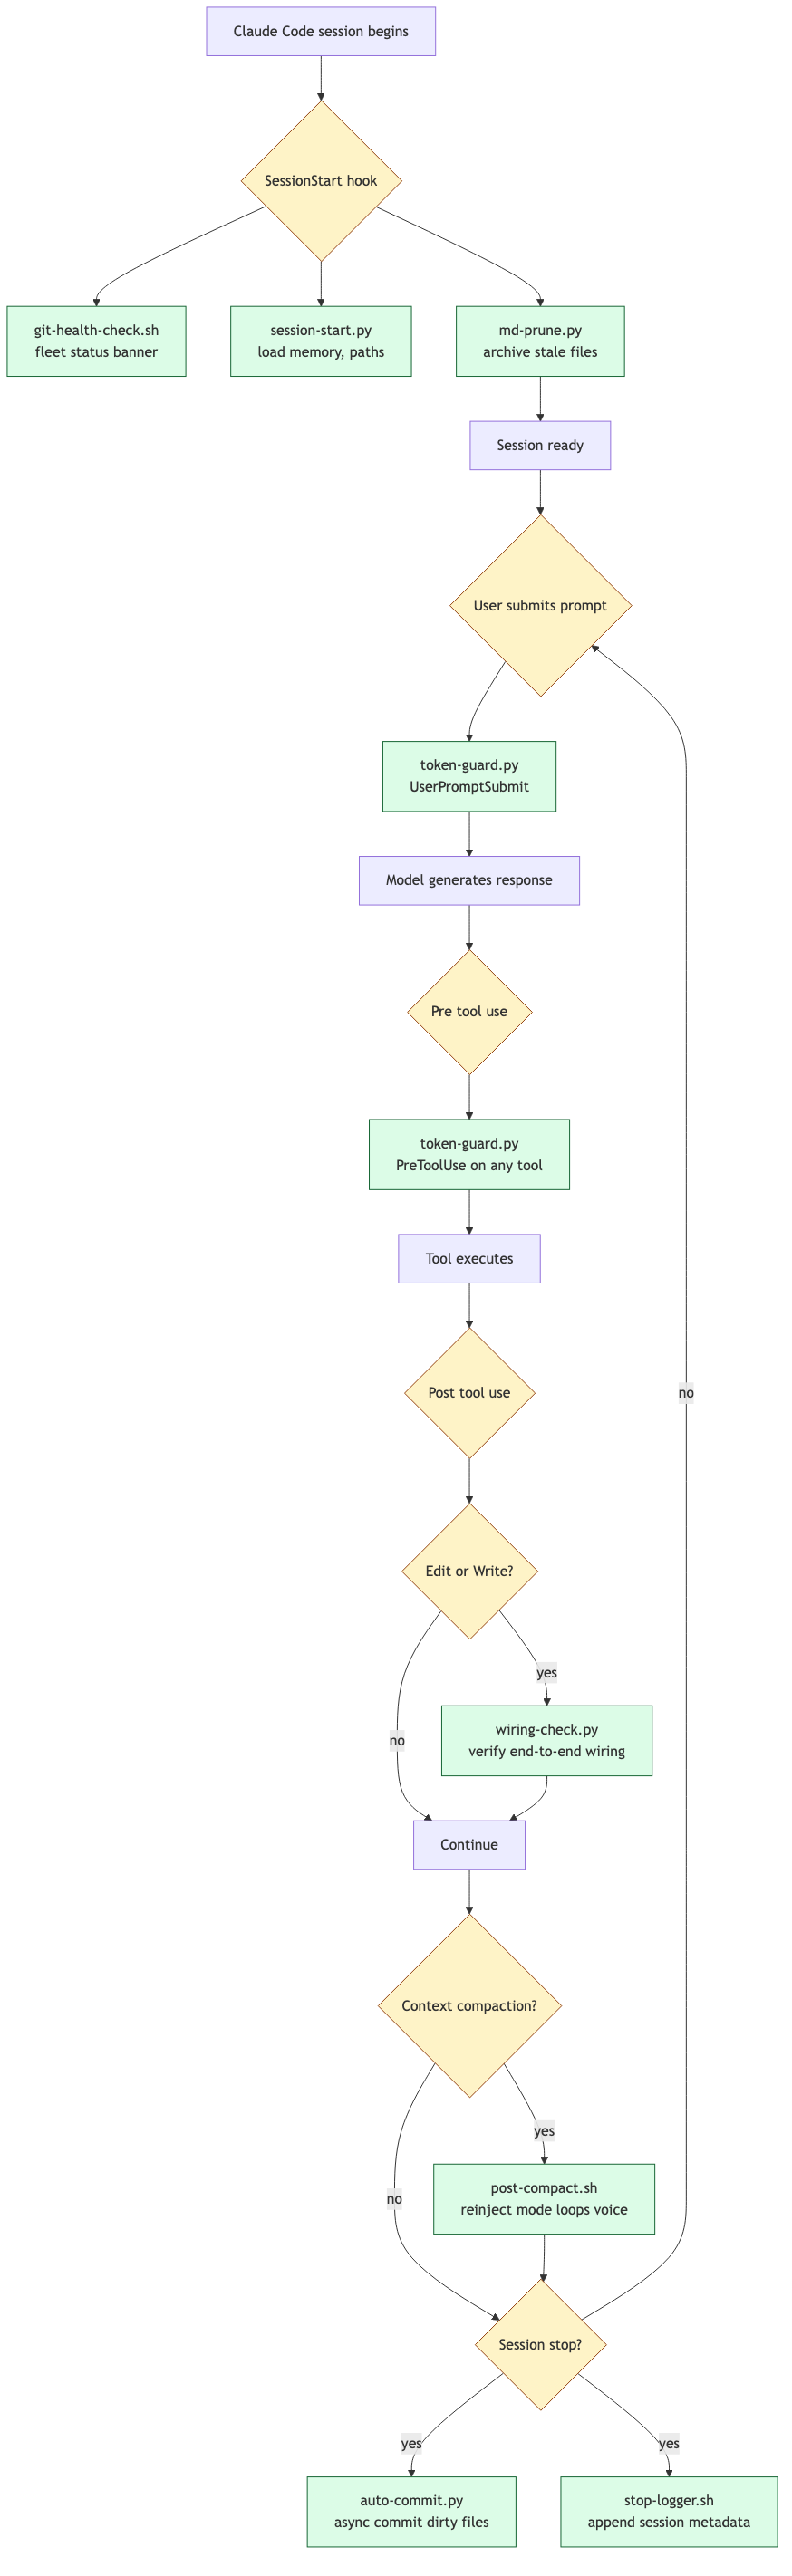 Claude Code session begins
SessionStart hook
git-health-check.sh
fleet status banner
session-start.py
load memory, paths
md-prune.py
archive stale files
Session ready
User submits prompt
token-guard.py
UserPromptSubmit
Model generates response
Pre tool use
token-guard.py
PreToolUse on any tool
Tool executes
Post tool use
no
Edit or Write?
yes
wiring-check.py
verify end-to-end wiring
no
Continue
Context compaction?
yes
post-compact.sh
reinject mode loops voice
no
Session stop?
yes
yes
auto-commit.py
async commit dirty files
stop-logger.sh
append session metadata